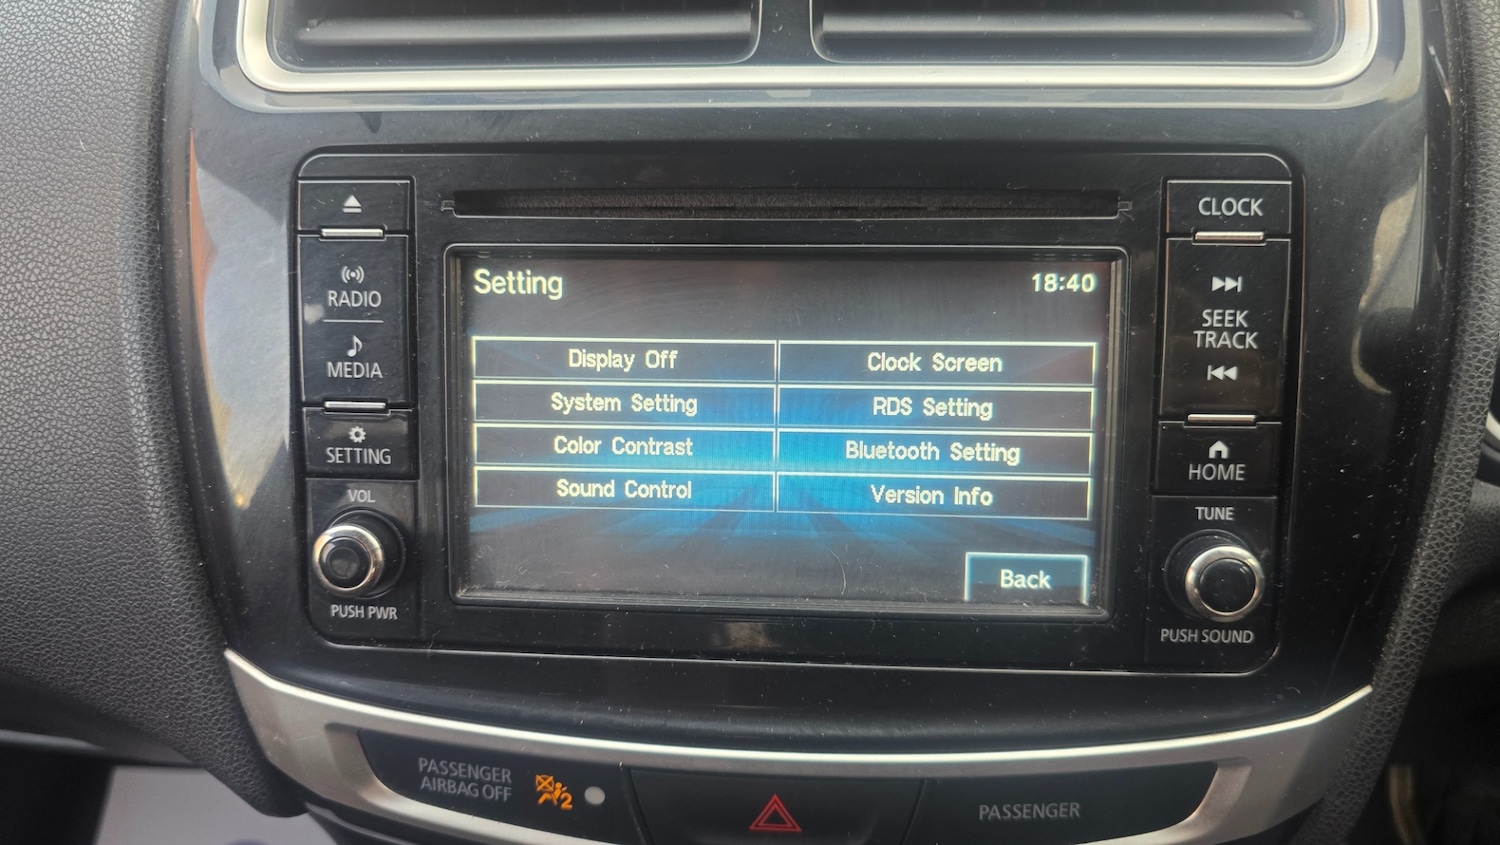 CLOCK
RADIO
MEDIA
SETTING
VOL
PUSH PWR
Setting
18:40
Display Off
Clock Screen
System Setting
RDS Setting
Color Contrast
Bluetooth Setting
Sound Control
Version Info
Back
SEEK
TRACK
HOME
TUNE
PUSH SOUND
PASSENGER
AIRBAG OFF
2
PASSENGER